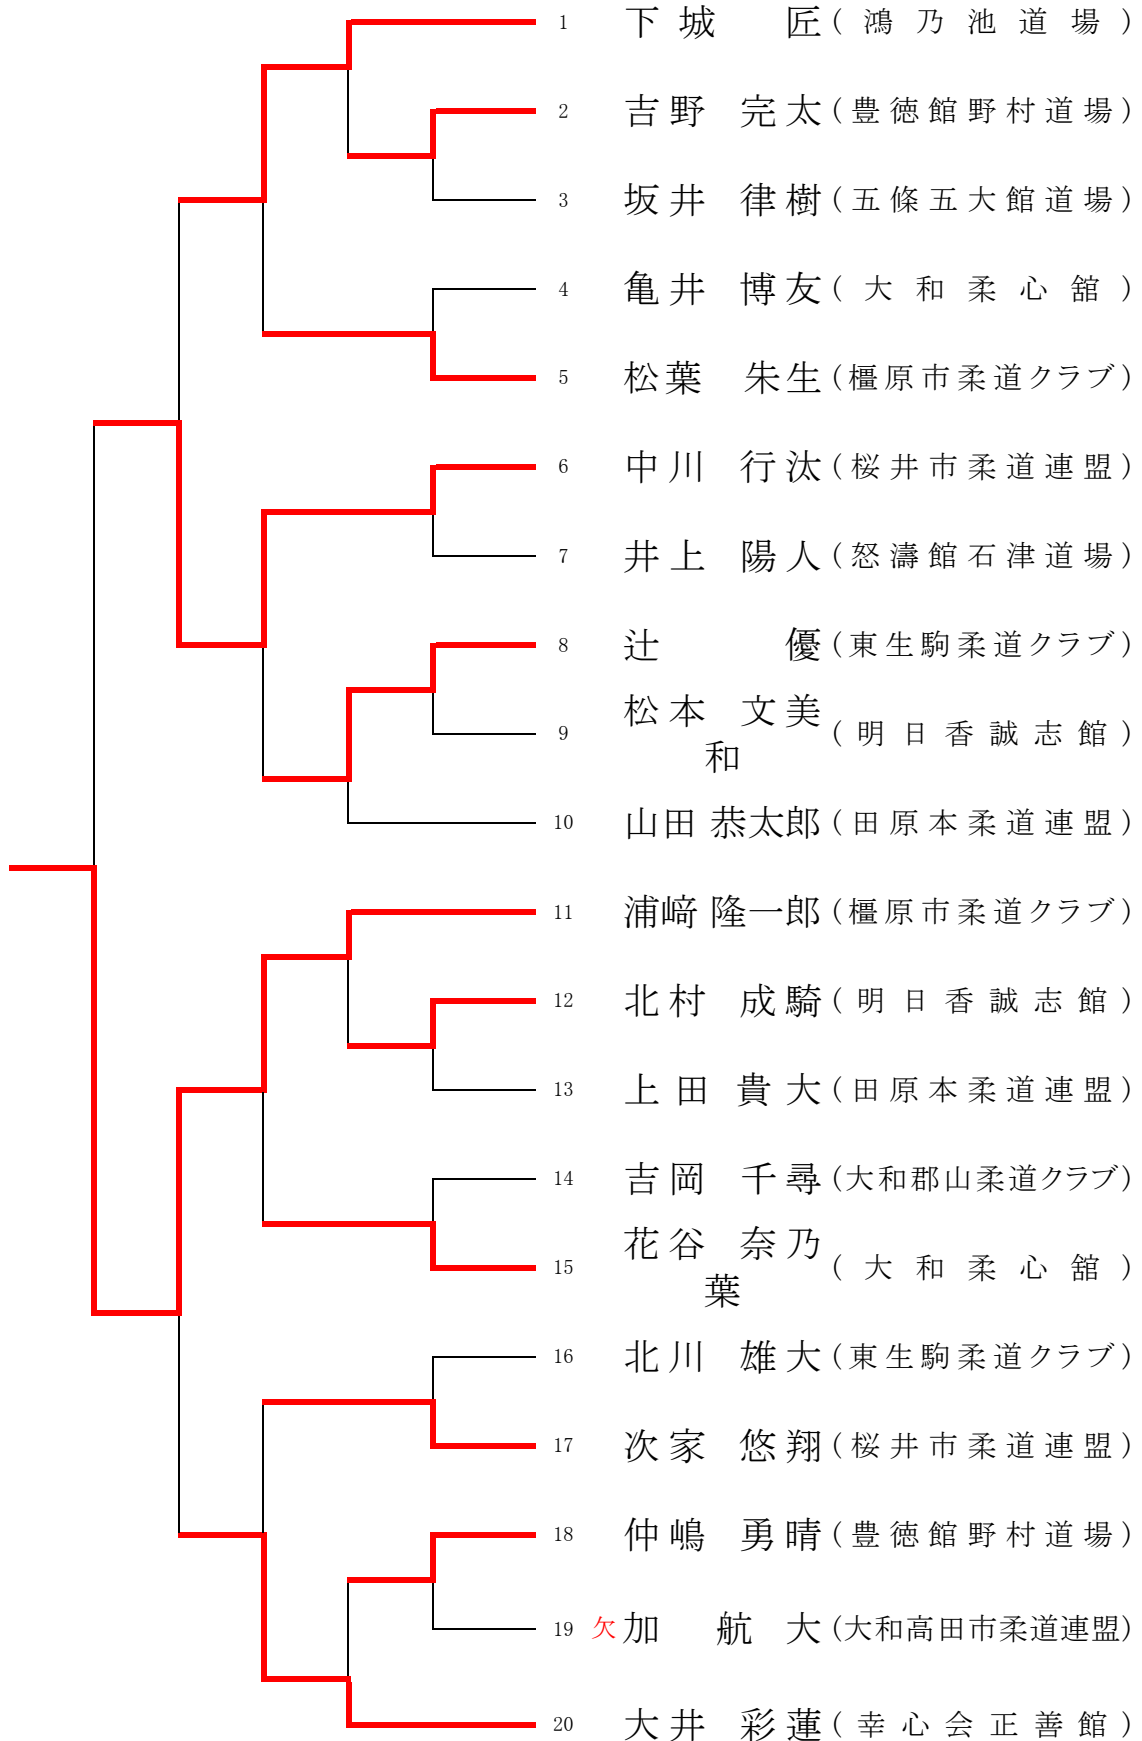 1 下城 匠 (鴻乃池道場)
2 吉野 完太 (豊徳館野村道場)
3 坂井 律樹 (五條五大館道場)
4 亀井 博友 (大和柔心舘)
5 松葉 朱生 (橿原市柔道クラブ)
6 中川 行汰 (桜井市柔道連盟)
7 井上 陽人 (怒濤館石津道場)
8 辻 優 (東生駒柔道クラブ)
9 松本 文美和 (明日香誠志館)
10 山田 恭太郎 (田原本柔道連盟)
11 浦﨑 隆一郎 (橿原市柔道クラブ)
12 北村 成騎 (明日香誠志館)
13 上田 貴大 (田原本柔道連盟)
14 吉岡 千尋 (大和郡山柔道クラブ)
15 花谷 奈乃葉 (大和柔心舘)
16 北川 雄大 (東生駒柔道クラブ)
17 次家 悠翔 (桜井市柔道連盟)
18 仲嶋 勇晴 (豊徳館野村道場)
19 欠 加 航大 (大和高田市柔道連盟)
20 大井 彩蓮 (幸心会正善館)